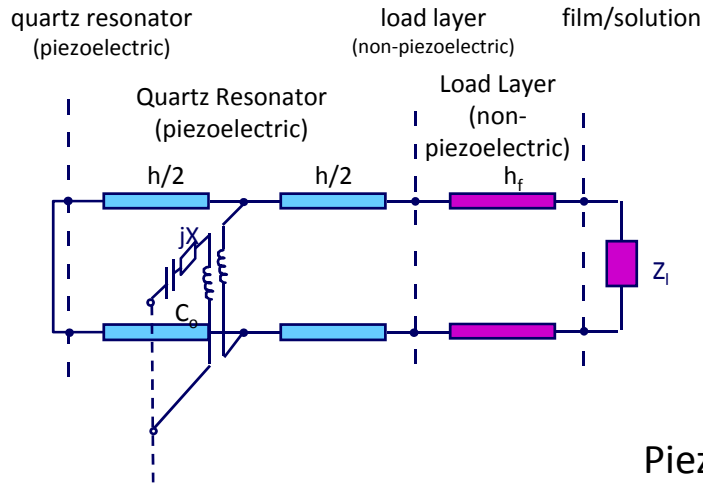 quartz resonator
(piezoelectric)
load layer
(non-piezoelectric)
film/solution
Quartz Resonator
(piezoelectric)
Load Layer
(non-
piezoelectric)
h/2
h/2
h_f
jX
C_o
Z_l
Piez